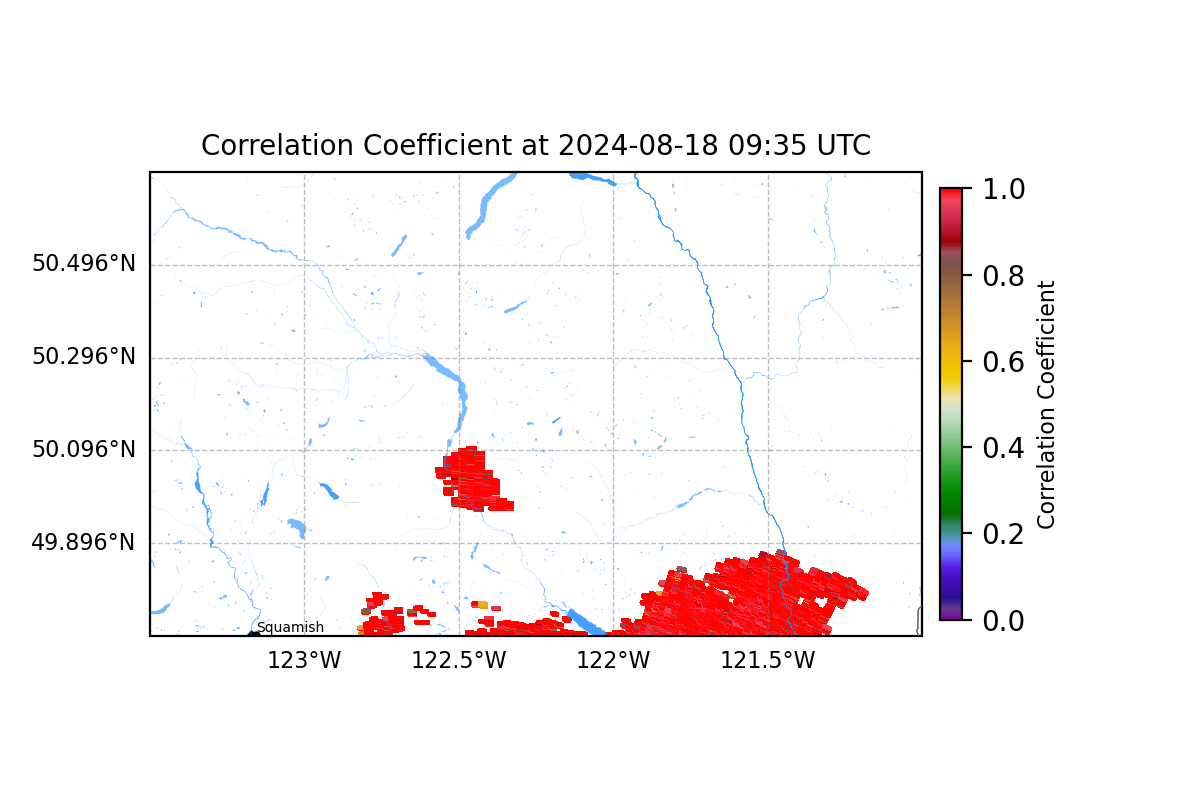 Correlation Coefficient at 2024-08-18 09:35 UTC
50.496°N
50.296°N
50.096°N
49.896°N
123°W
122.5°W
122°W
121.5°W
Squamish
1.0
0.8
0.6
0.4
0.2
0.0
Correlation Coefficient